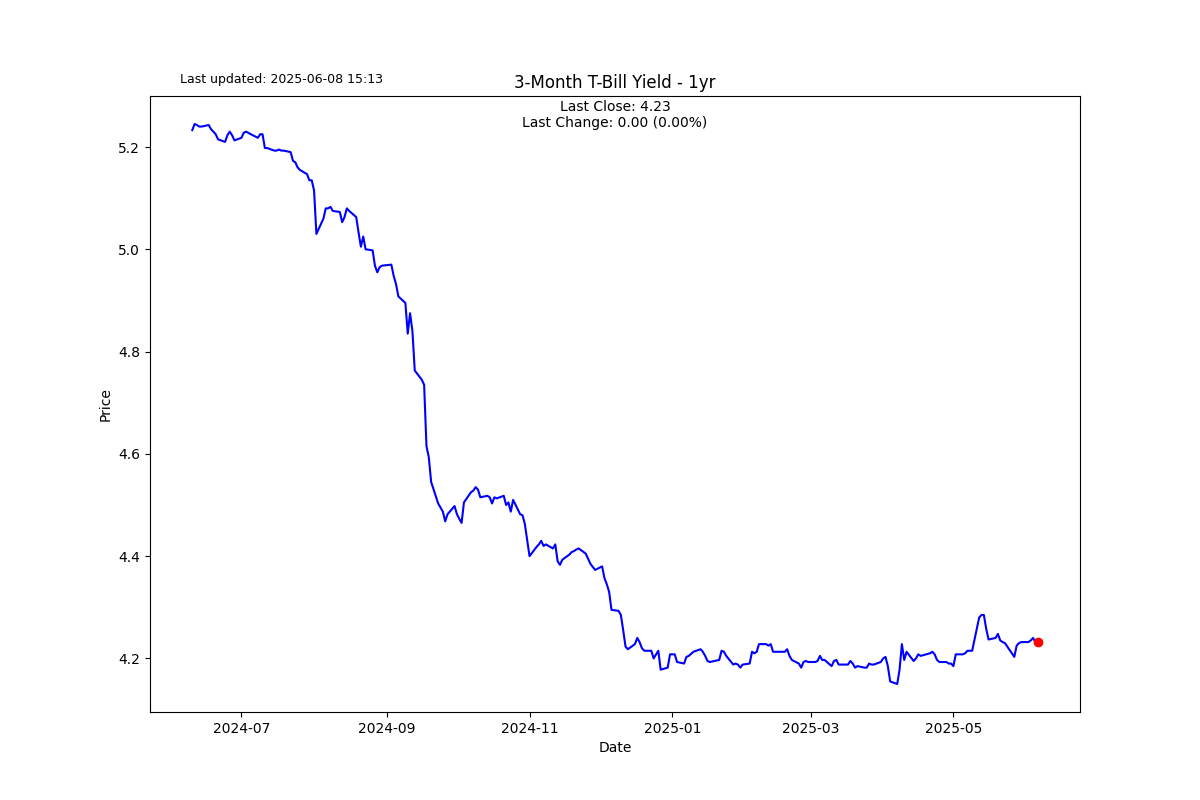 Last updated: 2025-06-08 15:13
3-Month T-Bill Yield - 1yr
Last Close: 4.23
Last Change: 0.00 (0.00%)
5.2
5.0
4.8
4.6
4.4
4.2
Price
2024-07
2024-09
2024-11
2025-01
2025-03
2025-05
Date